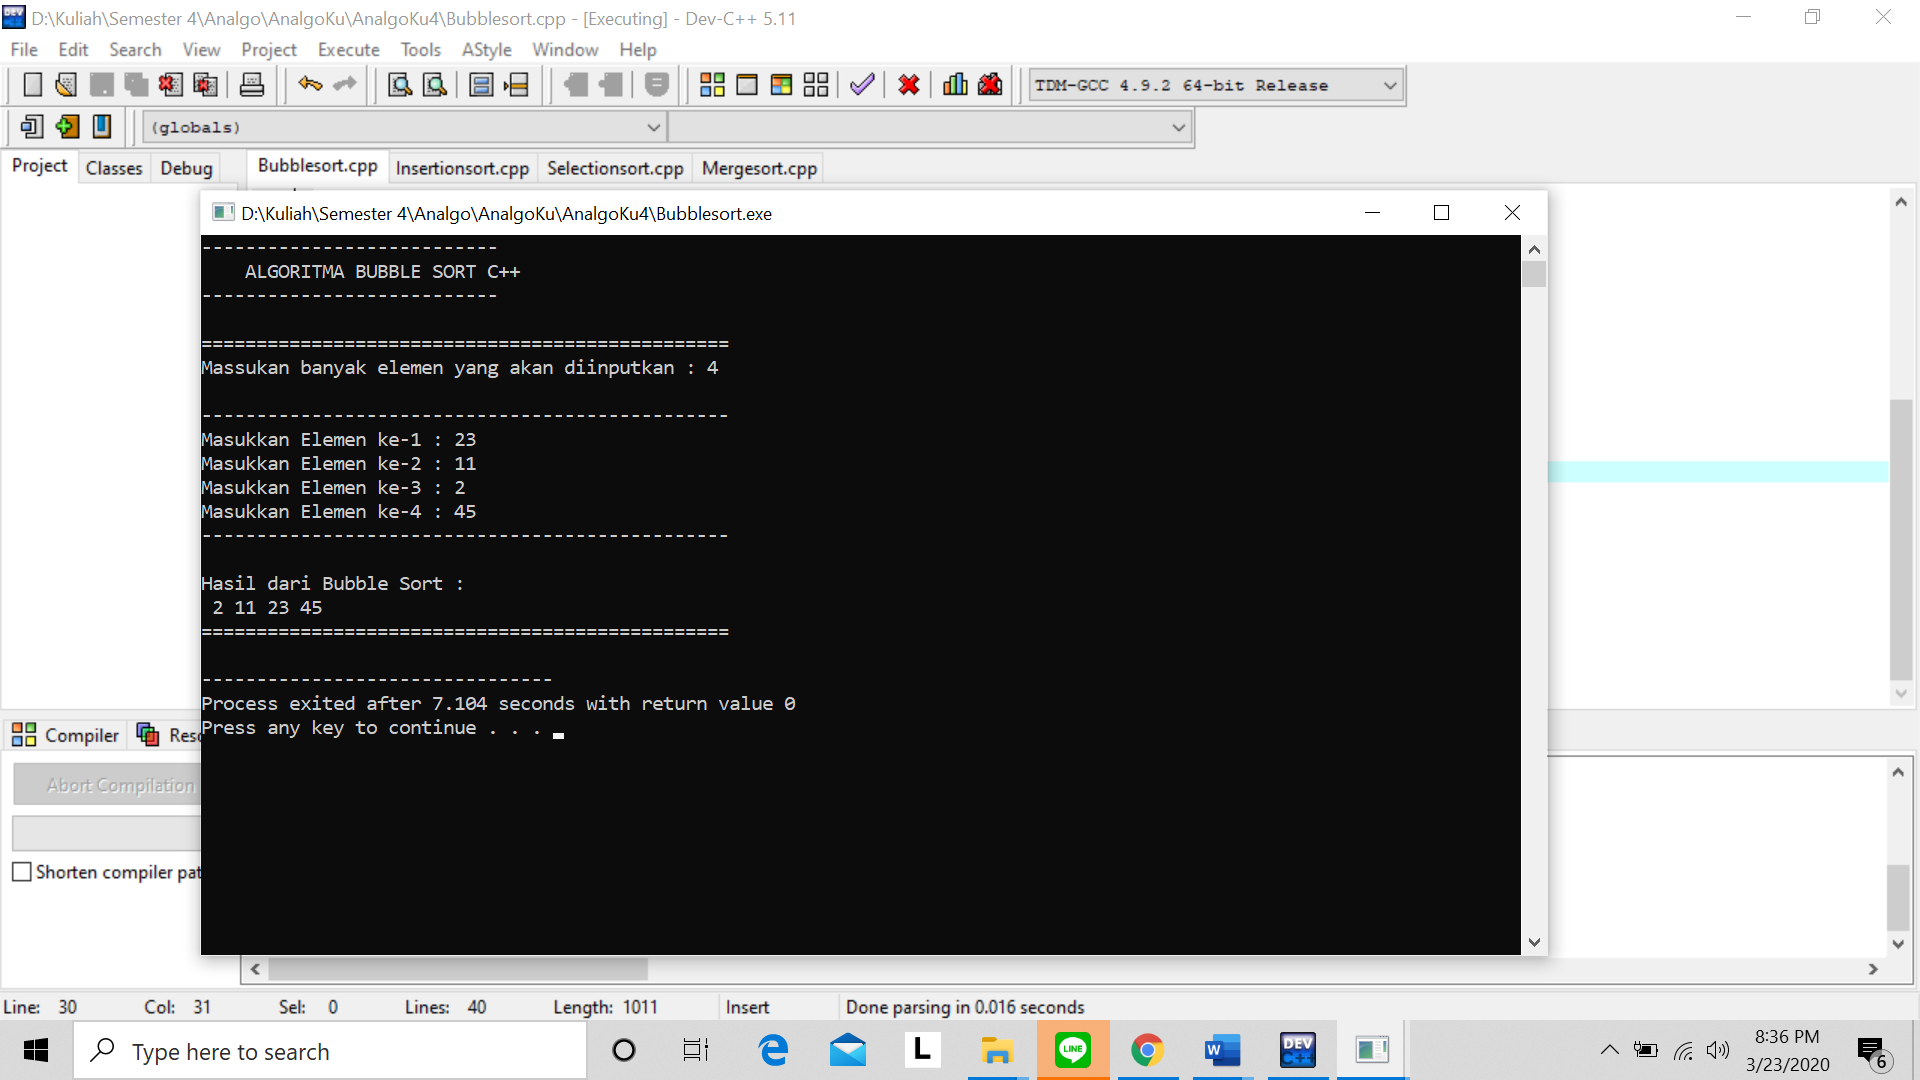 D:\Kuliah\Semester 4\Analgo\AnalgoKu\AnalgoKu4\Bubblesort.cpp - [Executing] - Dev-C++ 5.11
File Edit Search View Project Execute Tools AStyle Window Help
TDM-GCC 4.9.2 64-bit Release
(globals)
Project Classes Debug Bubblesort.cpp Insertionsort.cpp Selectionsort.cpp Mergesort.cpp
D:\Kuliah\Semester 4\Analgo\AnalgoKu\AnalgoKu4\Bubblesort.exe
---------------------------
ALGORITMA BUBBLE SORT C++
---------------------------
================================================
Massukan banyak elemen yang akan diinputkan : 4
------------------------------------------------
Masukkan Elemen ke-1 : 23
Masukkan Elemen ke-2 : 11
Masukkan Elemen ke-3 : 2
Masukkan Elemen ke-4 : 45
------------------------------------------------
Hasil dari Bubble Sort :
2 11 23 45
================================================
--------------------------------
Process exited after 7.104 seconds with return value 0
Press any key to continue . . .
Compiler
Abort Compilation
Shorten compiler
Line: 30 Col: 31 Sel: 0 Lines: 40 Length: 1011 Insert Done parsing in 0.016 seconds
Type here to search
L
LINE
W
DEV C++
8:36 PM
3/23/2020
6